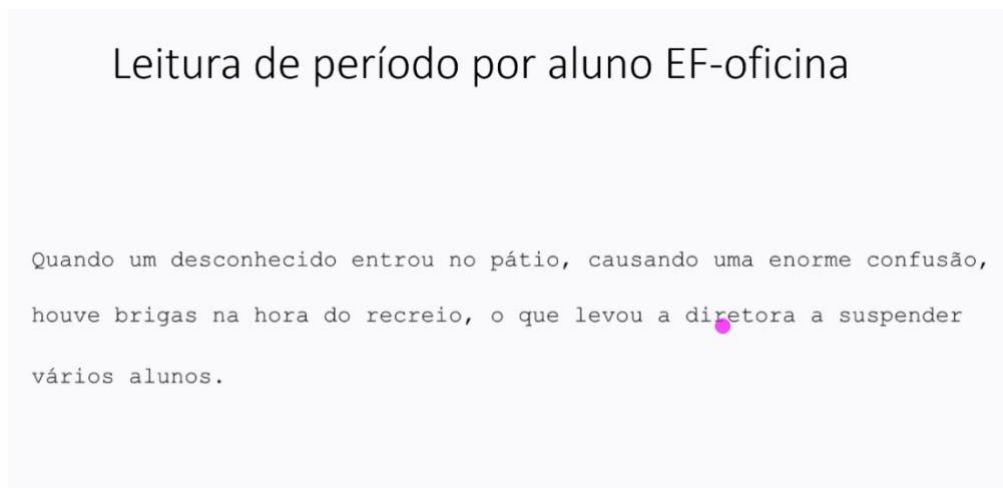 Leitura de período por aluno EF-oficina
Quando um desconhecido entrou no pátio, causando uma enorme confusão,
houve brigas na hora do recreio, o que levou a diretora a suspender
vários alunos.